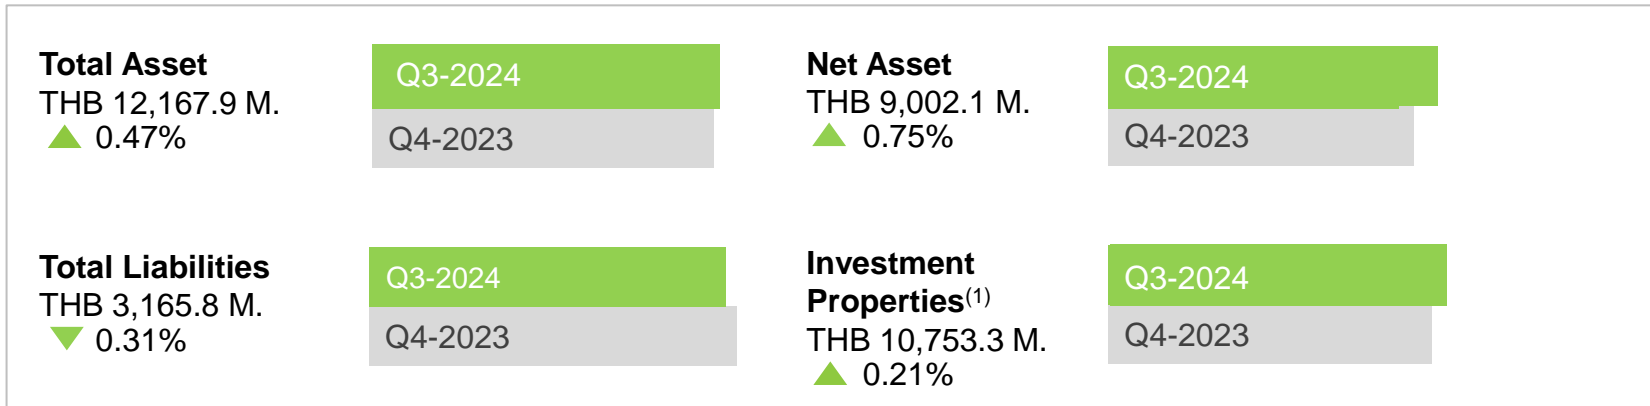 Total Asset
THB 12,167.9 M.
0.47%
Q3-2024
Q4-2023
Net Asset
THB 9,002.1 M.
0.75%
Q3-2024
Q4-2023
Total Liabilities
THB 3,165.8 M.
0.31%
Q3-2024
Q4-2023
Investment
Properties(1)
THB 10,753.3 M.
0.21%
Q3-2024
Q4-2023